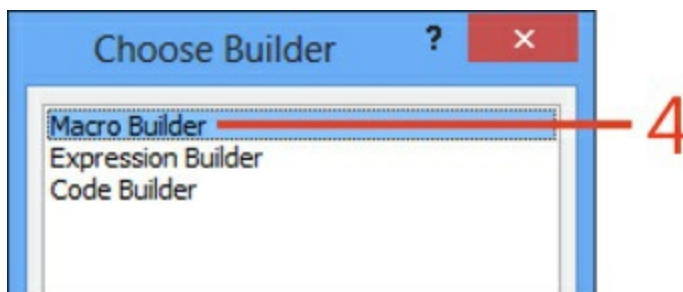 Choose Builder ? ×
Macro Builder 4
Expression Builder
Code Builder